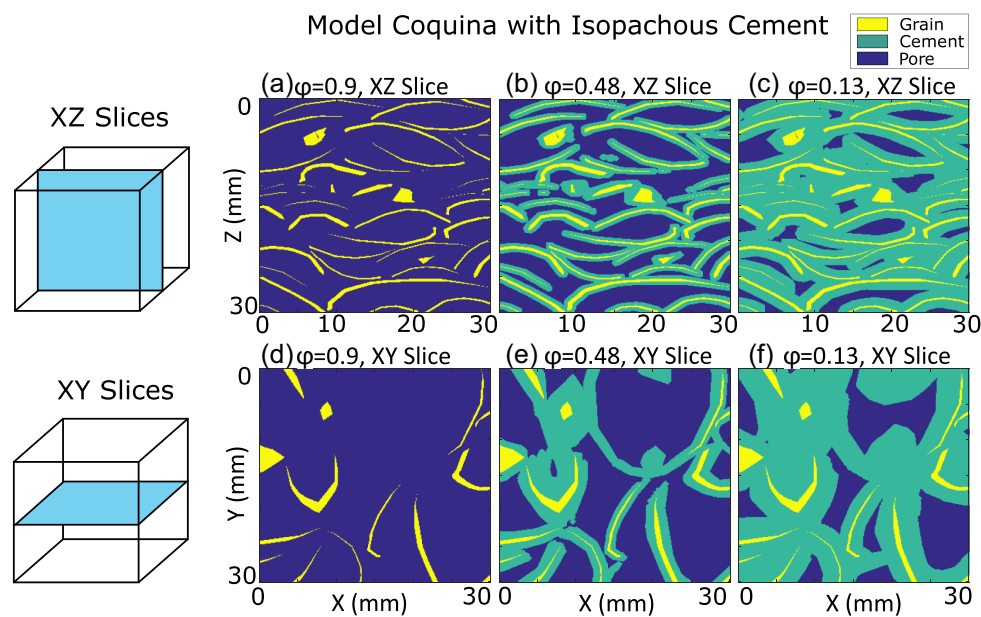 Model Coquina with Isopachous Cement
Grain
Cement
Pore
XZ Slices
(a) φ=0.9, XZ Slice
(b) φ=0.48, XZ Slice
(c) φ=0.13, XZ Slice
0
Z (mm)
30
0 10 20 30
10 20 30
10 20 30
XY Slices
(d) φ=0.9, XY Slice
(e) φ=0.48, XY Slice
(f) φ=0.13, XY Slice
0
Y (mm)
30
0 X (mm) 30
0 X (mm) 30
0 X (mm) 30